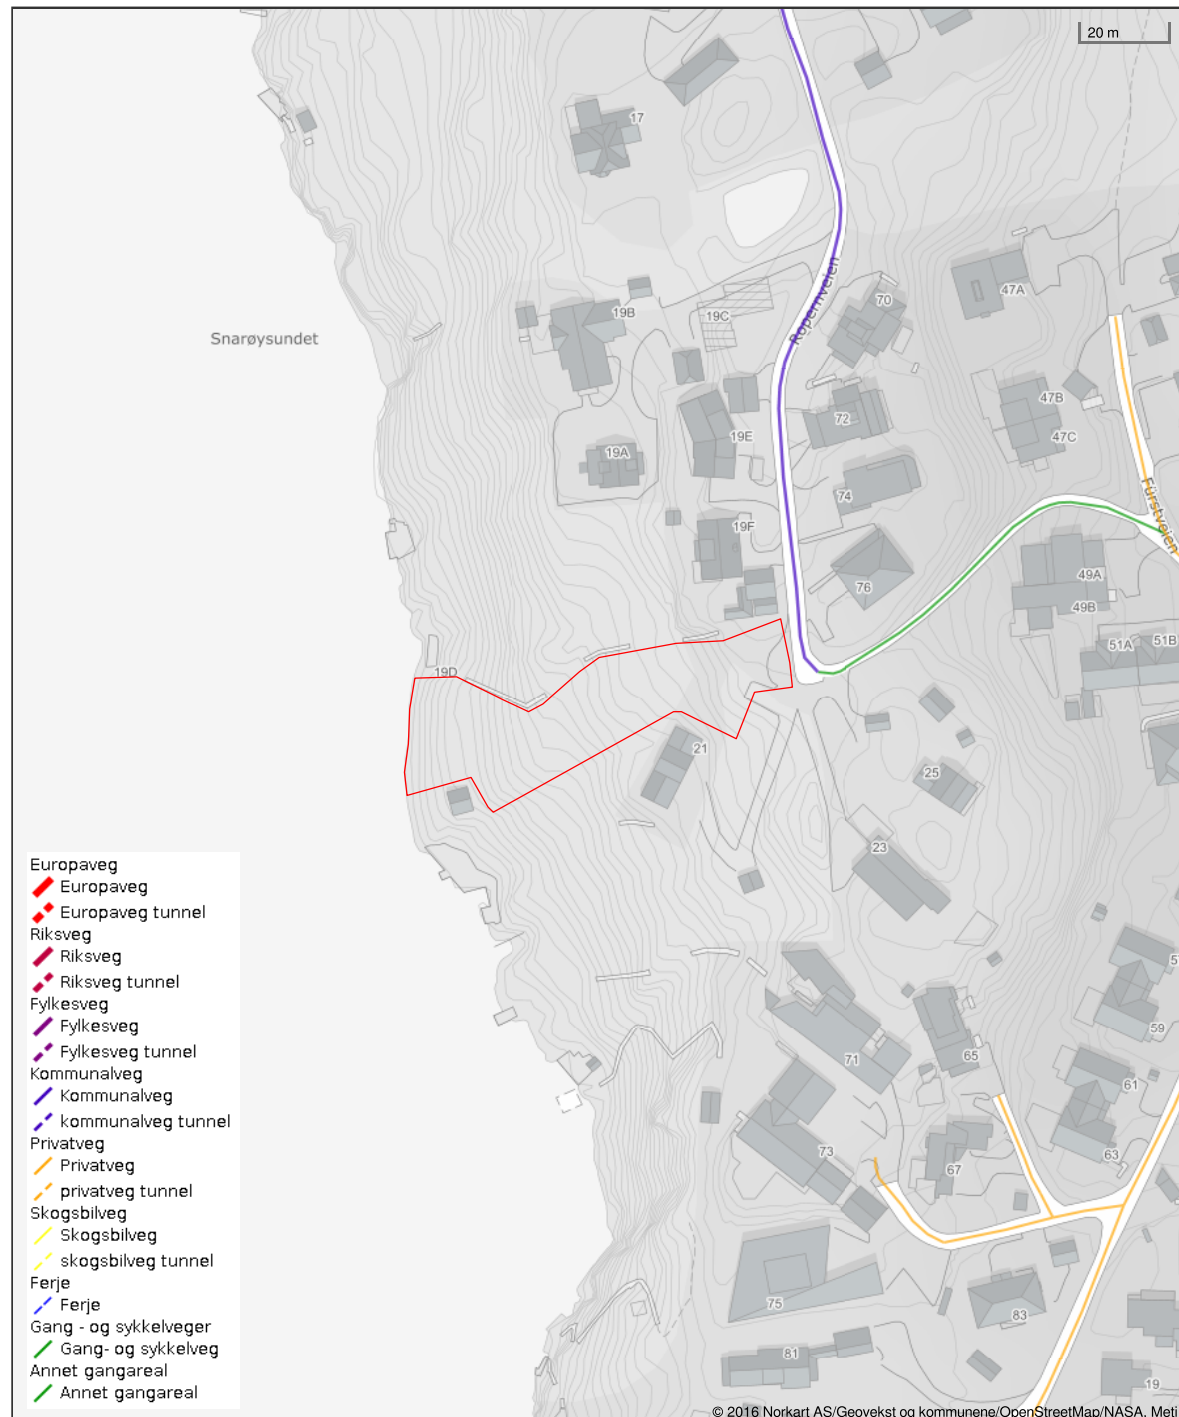 20 m
17
Ropernveien
47A
70
19B
19C
Snarøysundet
47B
72
47C
19E
19A
74
Fürstveien
19F
49A
76
49B
51B
51A
19D
21
25
23
Europaveg
Europaveg
Europaveg tunnel
Riksveg
Riksveg
Riksveg tunnel
Fylkesveg
Fylkesveg
Fylkesveg tunnel
Kommunalveg
Kommunalveg
kommunalveg tunnel
Privatveg
Privatveg
privatveg tunnel
Skogsbilveg
Skogsbilveg
skogsbilveg tunnel
Ferje
Ferje
Gang - og sykkelveger
Gang- og sykkelveg
Annet gangareal
Annet gangareal
59
65
71
61
73
63
67
75
83
81
19
© 2016 Norkart AS/Geovekst og kommunene/OpenStreetMap/NASA, Meti